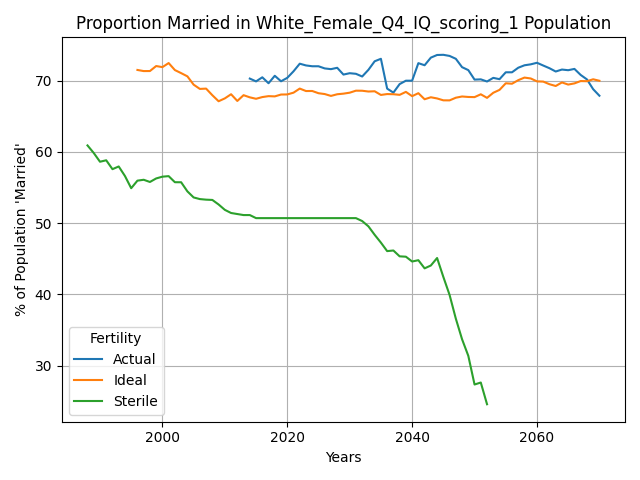 Proportion Married in White_Female_Q4_IQ_scoring_1 Population
% of Population 'Married'
70
60
50
40
30
Fertility
Actual
Ideal
Sterile
2000 2020 2040 2060
Years